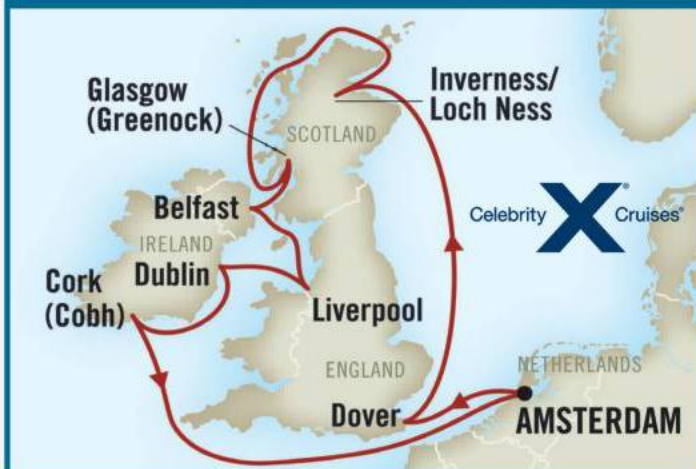 Glasgow
(Greenock)
Inverness/
Loch Ness
SCOTLAND
Belfast
Celebrity X® Cruises®
IRELAND
Dublin
Cork
(Cobh)
Liverpool
ENGLAND
NETHERLANDS
Dover
AMSTERDAM